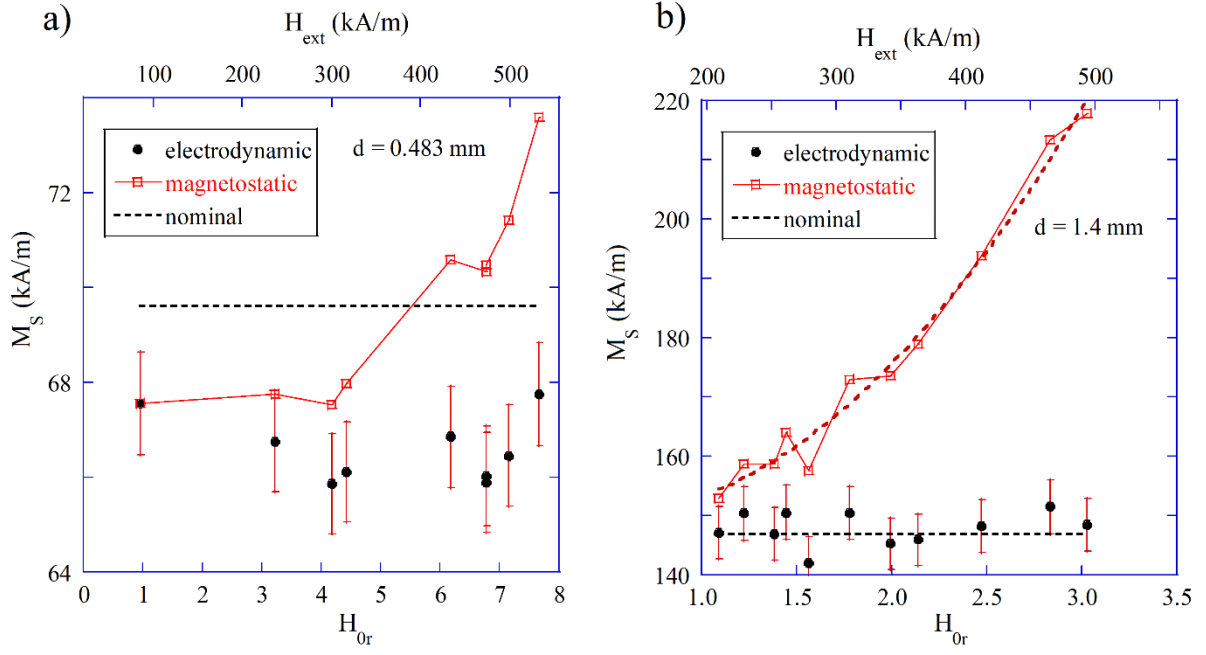 a)
H_ext (kA/m)
100 200 300 400 500
electrodynamic
magnetostatic
nominal
d = 0.483 mm
M_S (kA/m)
72
68
64
0 1 2 3 4 5 6 7 8
H_0r
b)
H_ext (kA/m)
200 300 400 500
electrodynamic
magnetostatic
nominal
d = 1.4 mm
M_S (kA/m)
220
200
180
160
140
1.0 1.5 2.0 2.5 3.0 3.5
H_0r